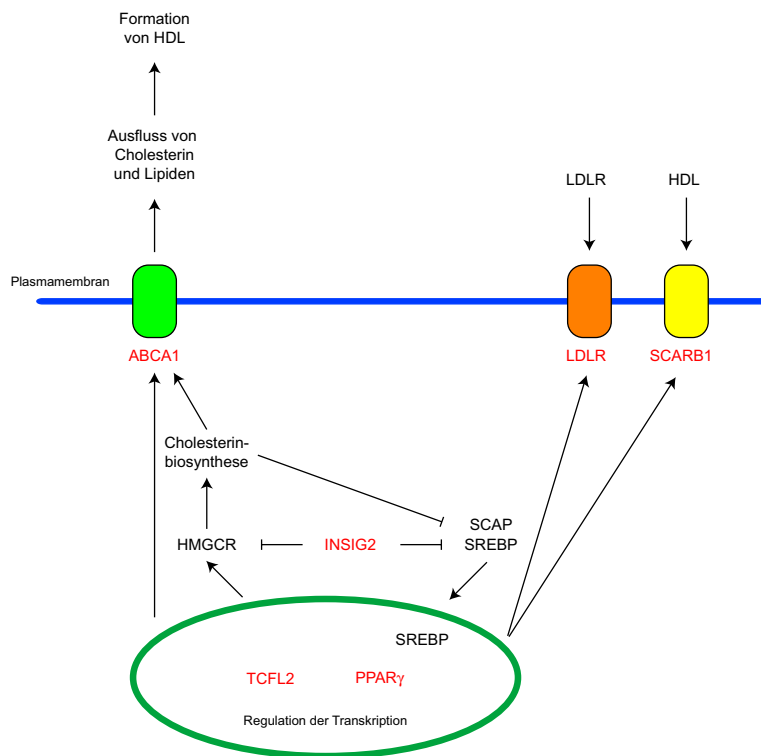 Formation
von HDL
Ausfluss von
Cholesterin
und Lipiden
LDLR
HDL
Plasmamembran
ABCA1
LDLR
SCARB1
Cholesterin-
biosynthese
SCAP
HMGCR
INSIG2
SREBP
SREBP
TCFL2
PPARγ
Regulation der Transkription